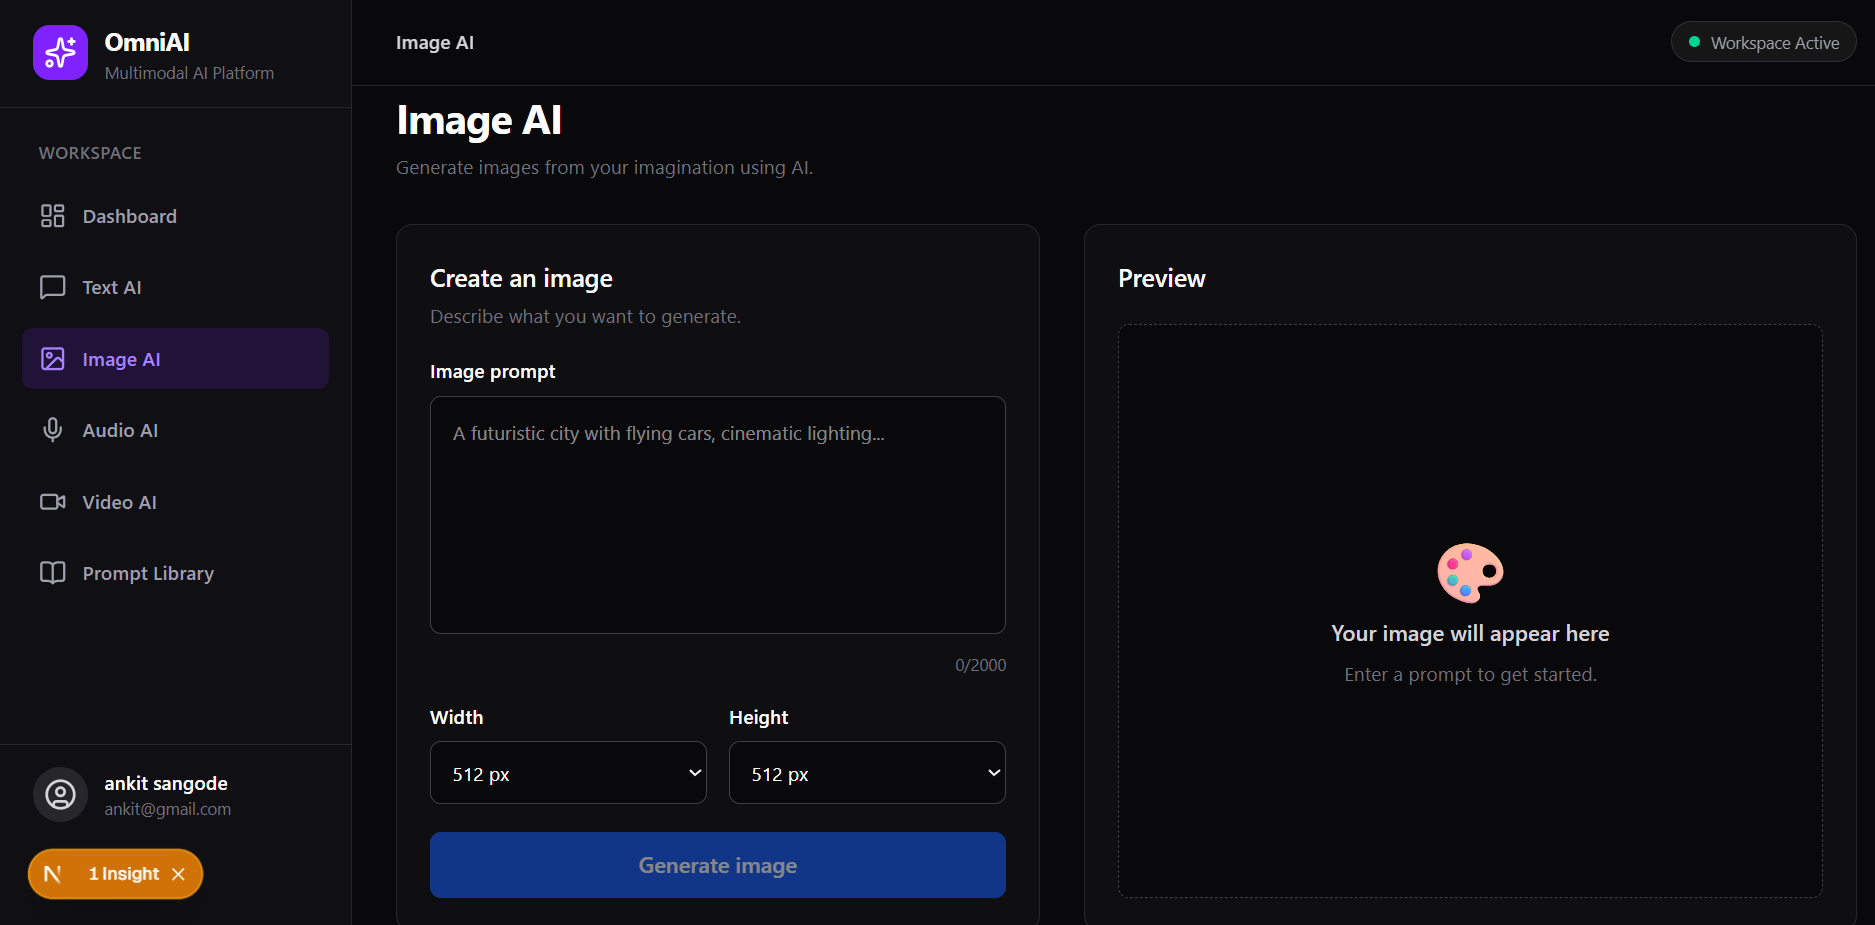 OmniAI
Multimodal AI Platform
WORKSPACE
Dashboard
Text AI
Image AI
Audio AI
Video AI
Prompt Library
ankit sangode
ankit@gmail.com
N 1 Insight
Image AI
Workspace Active
Image AI
Generate images from your imagination using AI.
Create an image
Describe what you want to generate.
Image prompt
A futuristic city with flying cars, cinematic lighting...
0/2000
Width
Height
512 px
512 px
Generate image
Preview
Your image will appear here
Enter a prompt to get started.